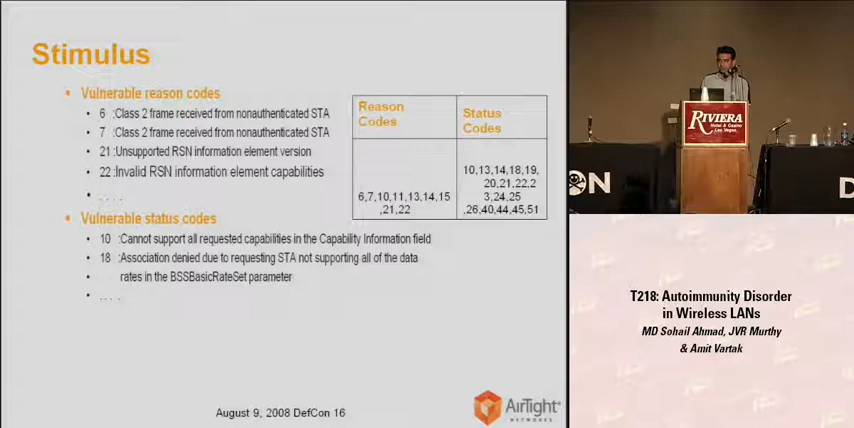 Stimulus
Vulnerable reason codes
6 :Class 2 frame received from nonauthenticated STA
7 :Class 2 frame received from nonauthenticated STA
21 :Unsupported RSN information element version
22 :Invalid RSN information element capabilities
. . . .
Vulnerable status codes
10 :Cannot support all requested capabilities in the Capability Information field
18 :Association denied due to requesting STA not supporting all of the data
rates in the BSSBasicRateSet parameter
. . . .
Reason
Codes
Status
Codes
6,7,10,11,13,14,15
,21,22
10,13,14,18,19,
20,21,22,2
3,24,25
,26,40,44,45,51
August 9, 2008 DefCon 16
AirTight
NETWORKS
RIVIERA
Hotel & Casino
Las Vegas
ON
D
T218: Autoimmunity Disorder
in Wireless LANs
MD Sohail Ahmad, JVR Murthy
& Amit Vartak